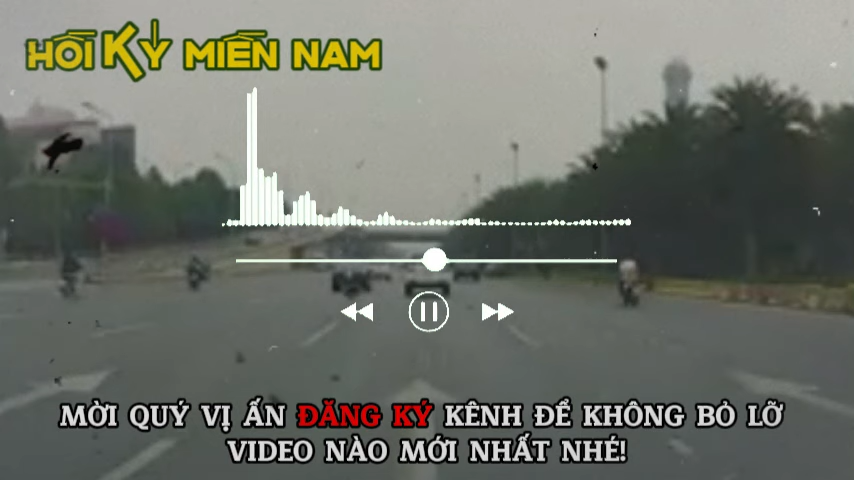 HỒI KÝ MIỀN NAM
MỜI QUÝ VỊ ẤN ĐĂNG KÝ KÊNH ĐỂ KHÔNG BỎ LỠ
VIDEO NÀO MỚI NHẤT NHÉ!